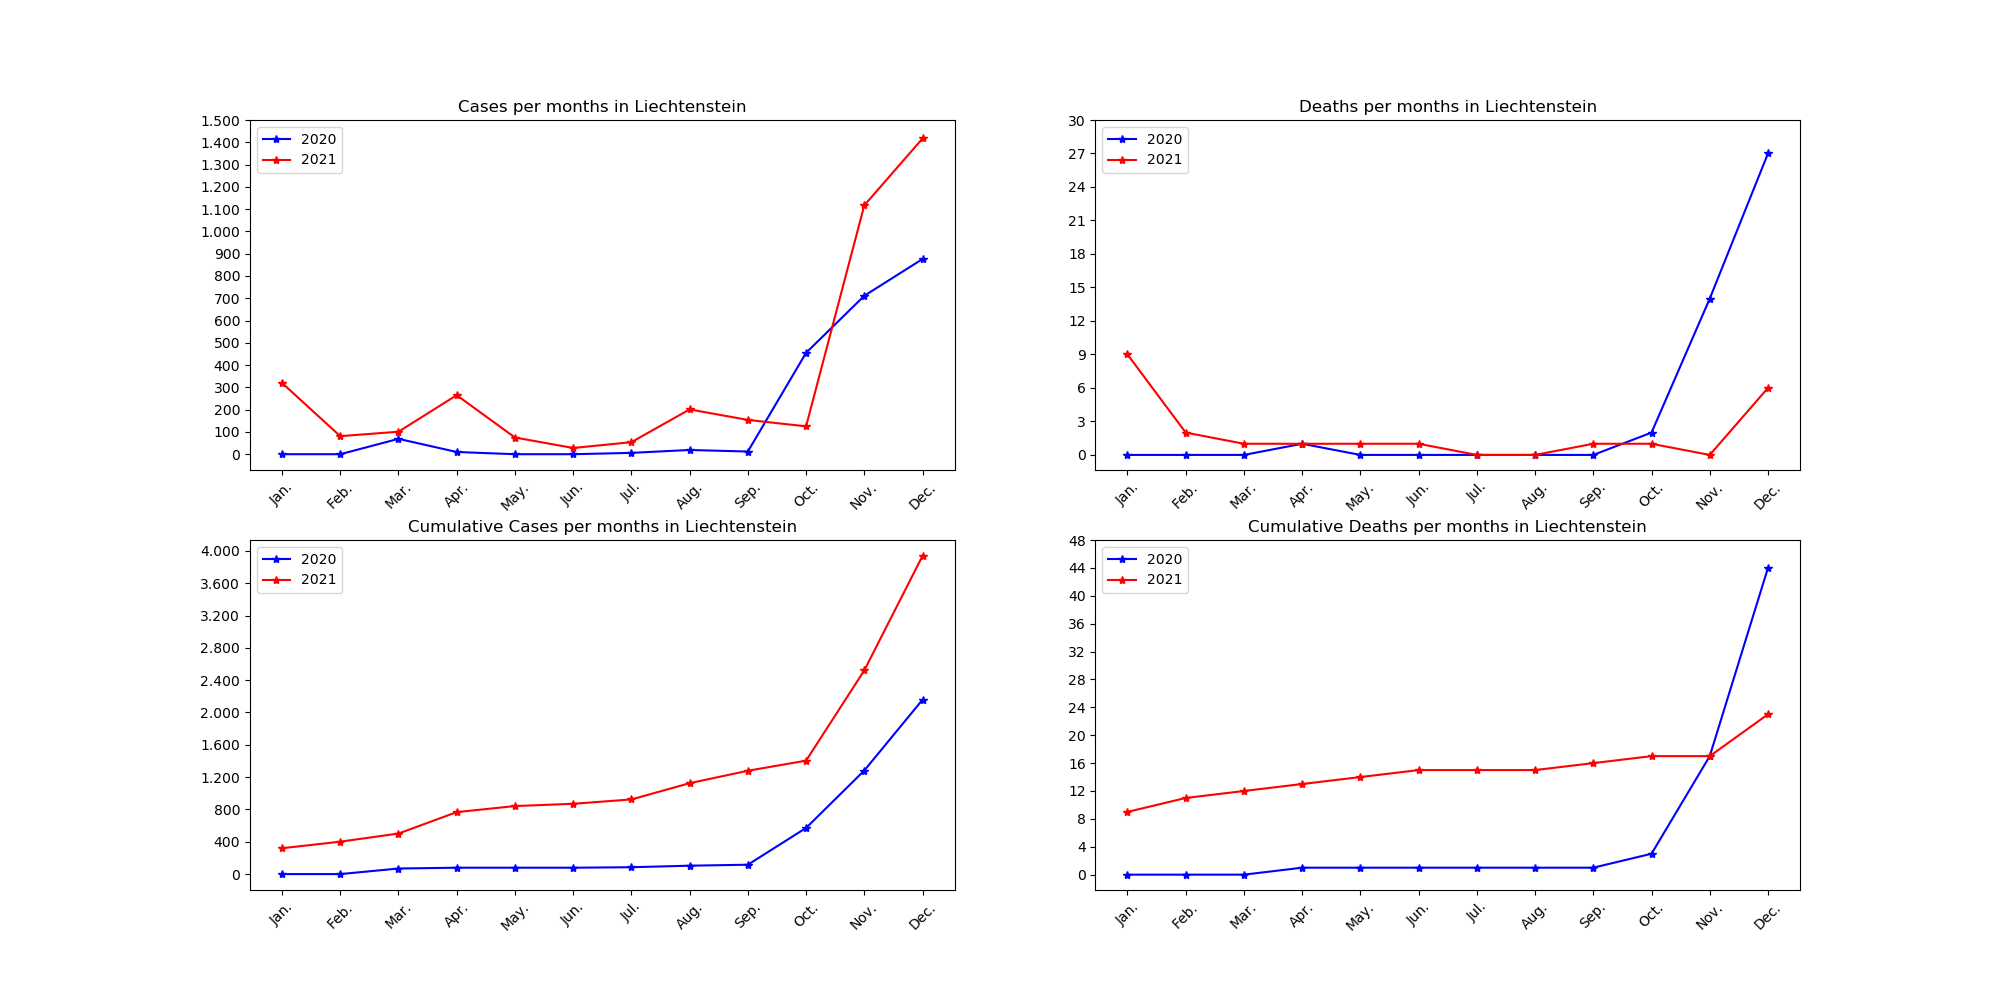 Cases per months in Liechtenstein
1.500
1.400
1.300
1.200
1.100
1.000
900
800
700
600
500
400
300
200
100
0
2020
2021
Jan.
Feb.
Mar.
Apr.
May.
Jun.
Jul.
Aug.
Sep.
Oct.
Nov.
Dec.
Deaths per months in Liechtenstein
30
27
24
21
18
15
12
9
6
3
0
2020
2021
Jan.
Feb.
Mar.
Apr.
May.
Jun.
Jul.
Aug.
Sep.
Oct.
Nov.
Dec.
Cumulative Cases per months in Liechtenstein
4.000
3.600
3.200
2.800
2.400
2.000
1.600
1.200
800
400
0
2020
2021
Jan.
Feb.
Mar.
Apr.
May.
Jun.
Jul.
Aug.
Sep.
Oct.
Nov.
Dec.
Cumulative Deaths per months in Liechtenstein
48
44
40
36
32
28
24
20
16
12
8
4
0
2020
2021
Jan.
Feb.
Mar.
Apr.
May.
Jun.
Jul.
Aug.
Sep.
Oct.
Nov.
Dec.